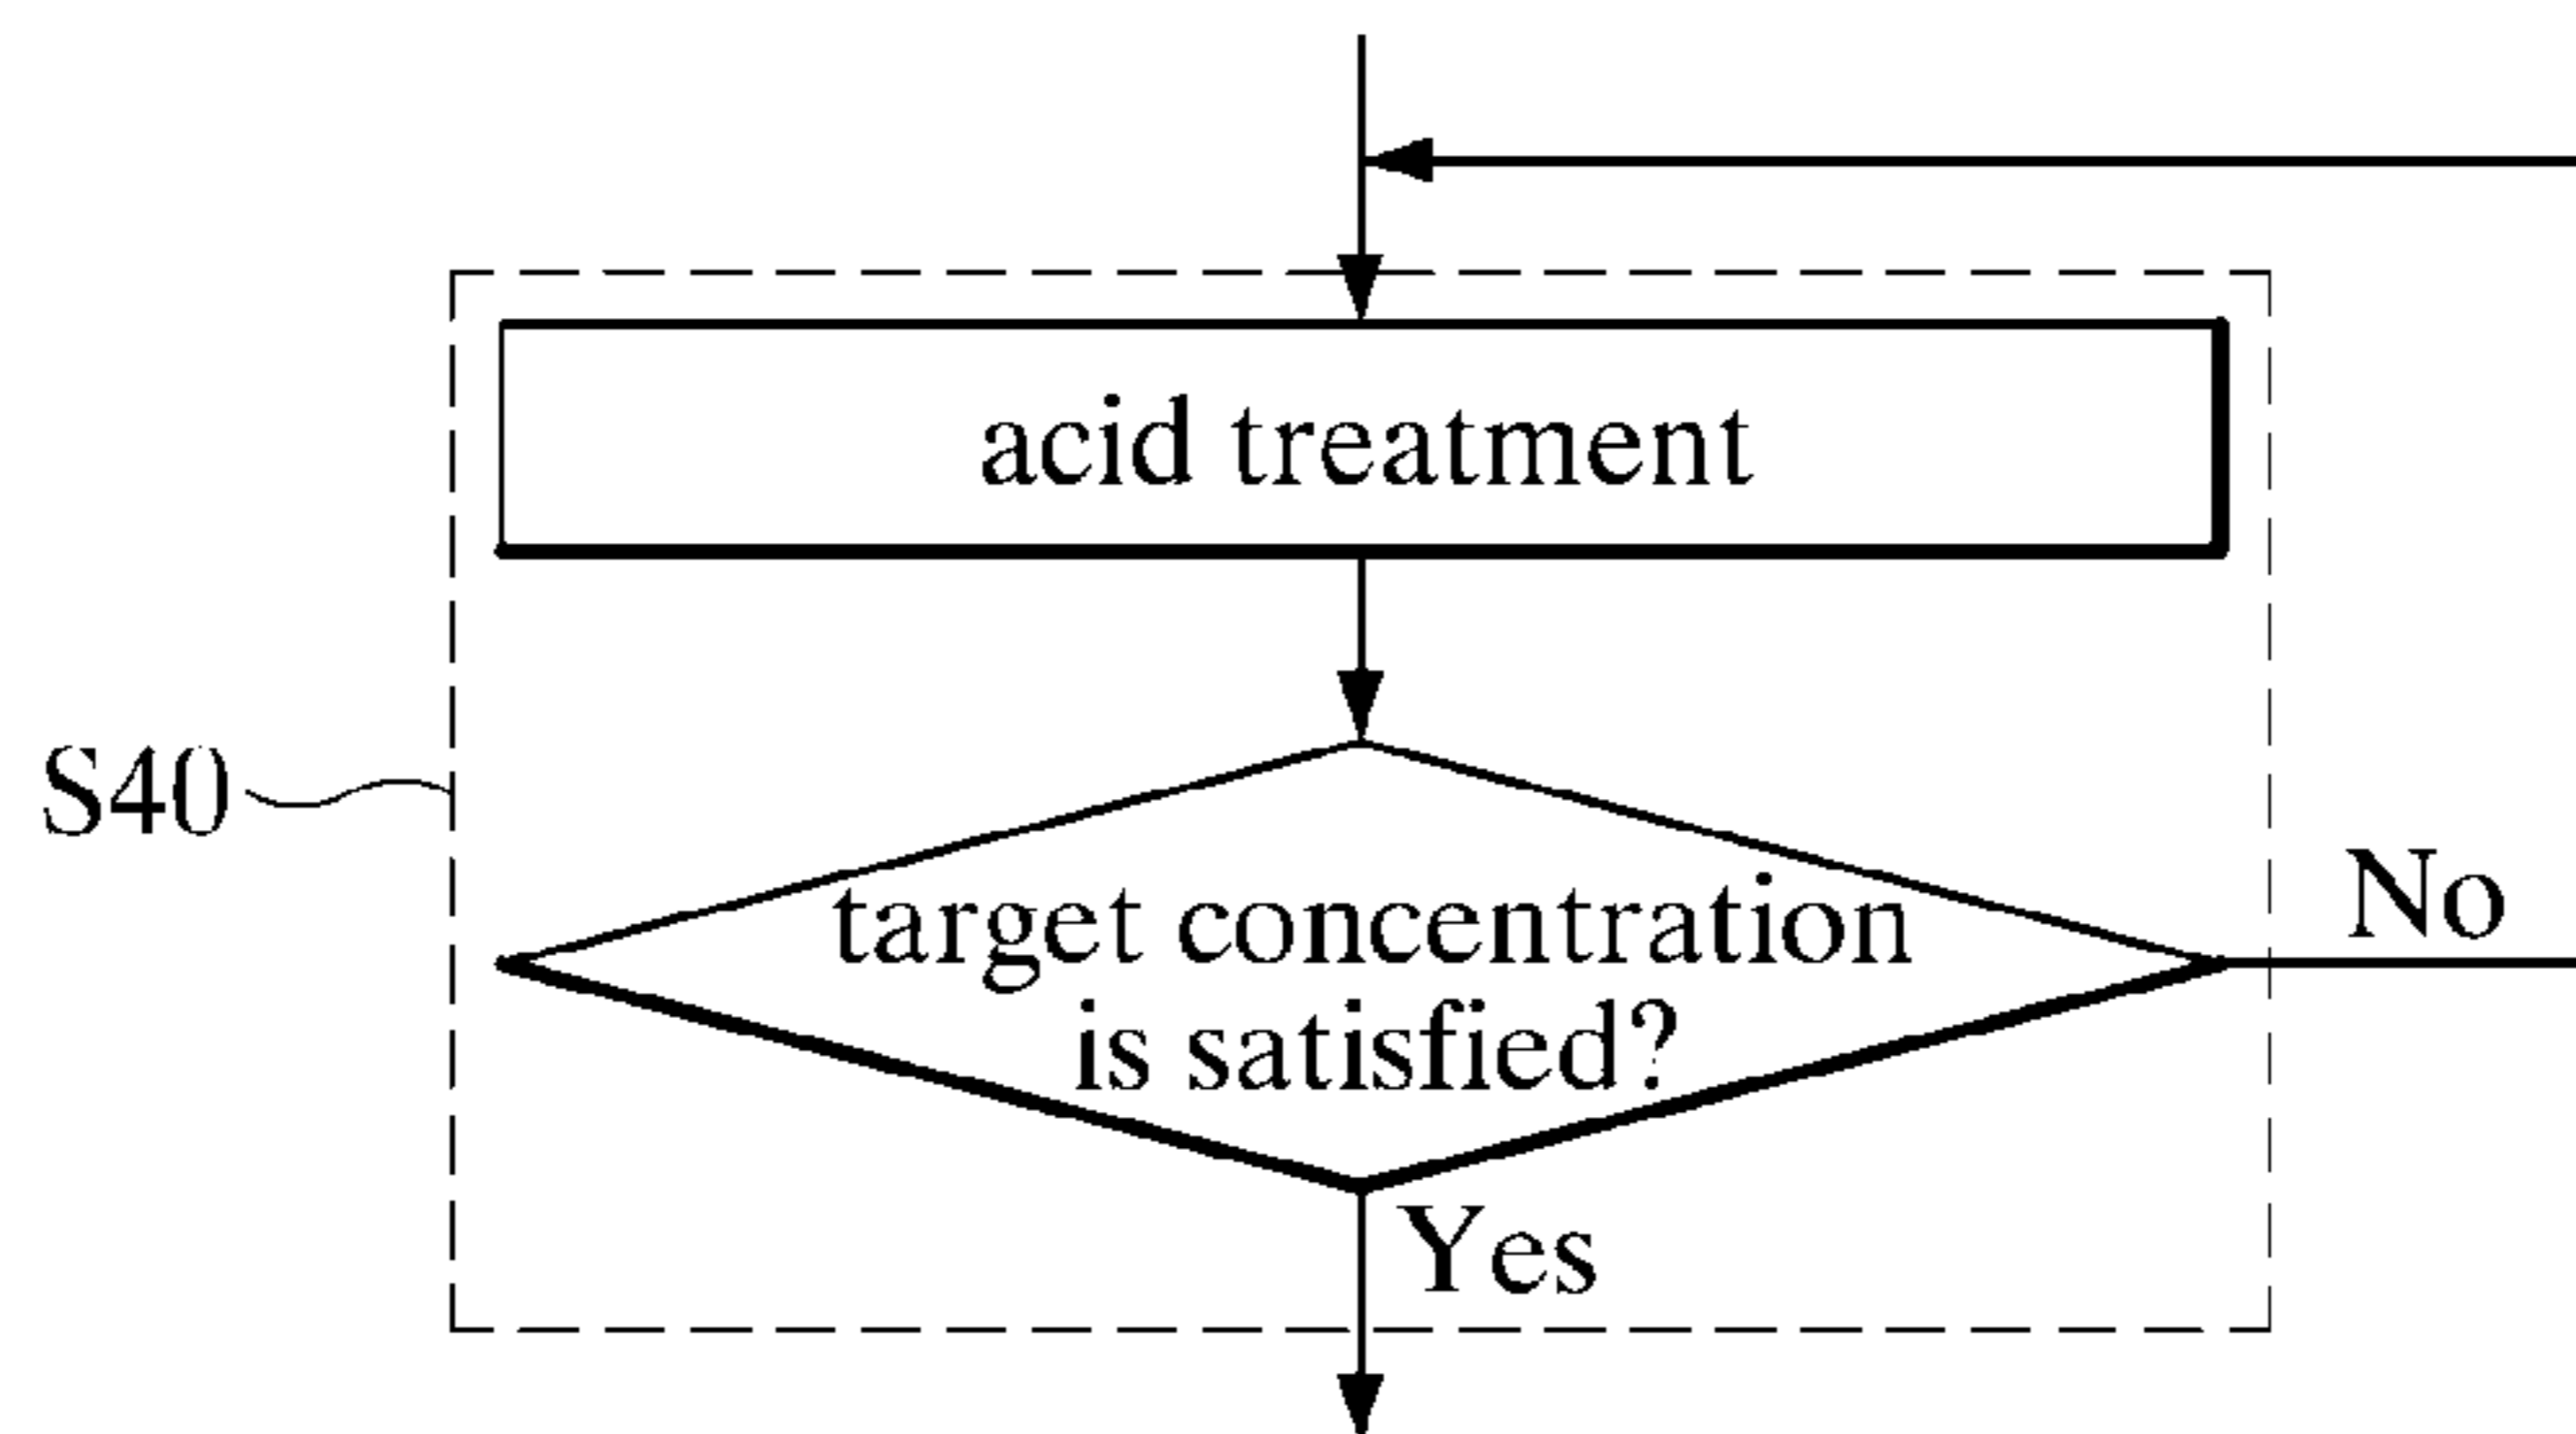 acid treatment
S40
target concentration
is satisfied?
No
Yes